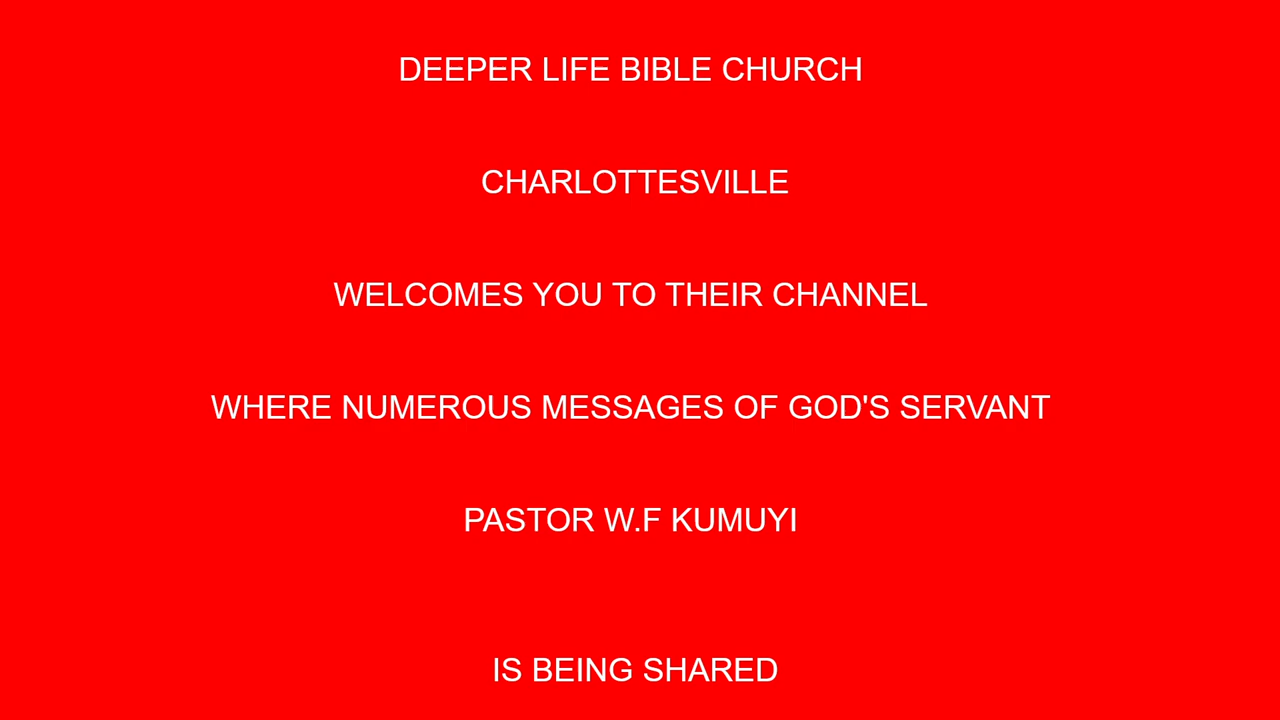 DEEPER LIFE BIBLE CHURCH
CHARLOTTESVILLE
WELCOMES YOU TO THEIR CHANNEL
WHERE NUMEROUS MESSAGES OF GOD'S SERVANT
PASTOR W.F KUMUYI
IS BEING SHARED